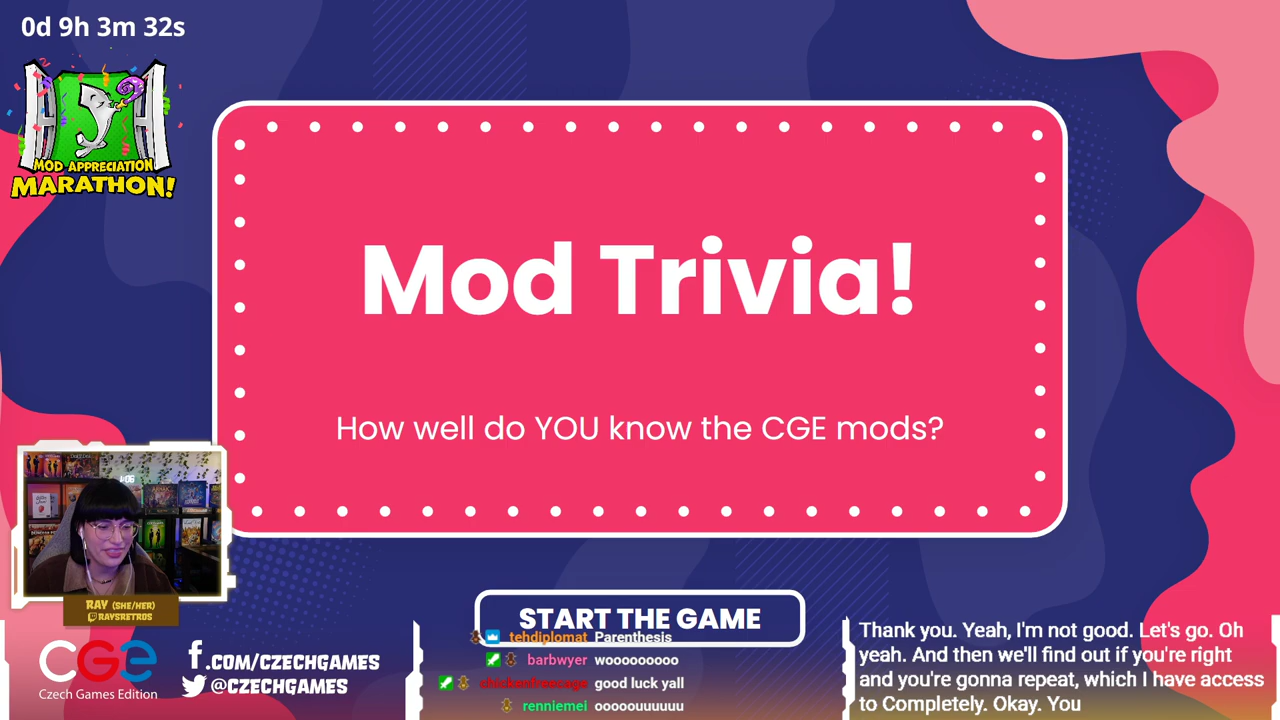 0d 9h 3m 32s
MOD APPRECIATION
MARATHON!
Mod Trivia!
How well do YOU know the CGE mods?
START THE GAME
RAY (SHE/HER)
RAYSRETROS
CGE
Czech Games Edition
.COM/CZECHGAMES
@CZECHGAMES
tehdiplomat Parenthesis
barbwyer wooooooooo
good luck yall
renniemei ooooouuuuuu
Thank you. Yeah, I'm not good. Let's go. Oh
yeah. And then we'll find out if you're right
and you're gonna repeat, which I have access
to Completely. Okay. You